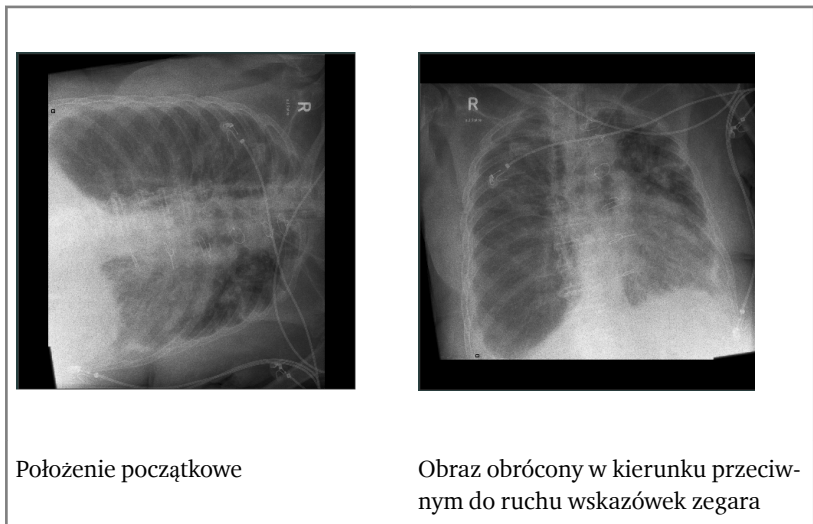 R
R
Położenie początkowe
Obraz obrócony w kierunku przeciw-
nym do ruchu wskazówek zegara